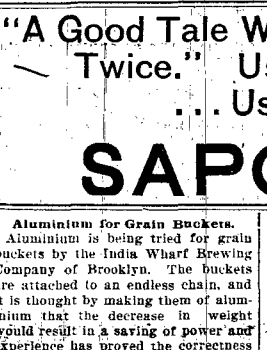 "A Good Tale W
Twice." Us
... Us
SAPO
Aluminium for Grain Buckets.
Aluminium is being tried for grain
buckets by the India Wharf Brewing
Company of Brooklyn. The buckets
are attached to an endless chain, and
it is thought by making them of alum-
inium that the decrease in weight
would result in a saving of power and
experience has proved the correctness